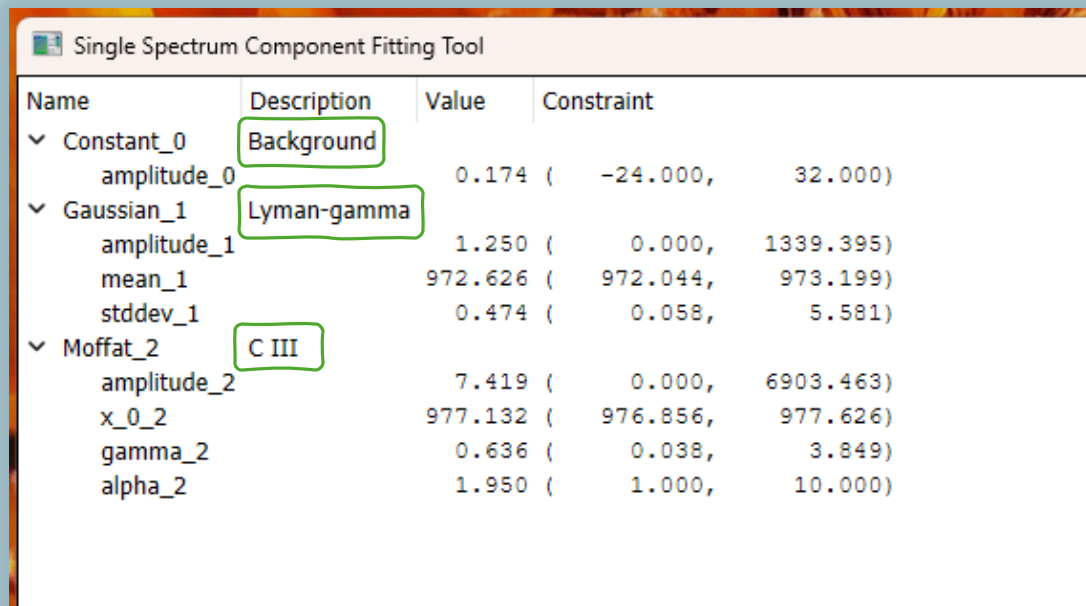 Single Spectrum Component Fitting Tool
Name Description Value Constraint
Constant_0 Background
amplitude_0 0.174 ( -24.000, 32.000)
Gaussian_1 Lyman-gamma
amplitude_1 1.250 ( 0.000, 1339.395)
mean_1 972.626 ( 972.044, 973.199)
stddev_1 0.474 ( 0.058, 5.581)
Moffat_2 C III
amplitude_2 7.419 ( 0.000, 6903.463)
x_0_2 977.132 ( 976.856, 977.626)
gamma_2 0.636 ( 0.038, 3.849)
alpha_2 1.950 ( 1.000, 10.000)